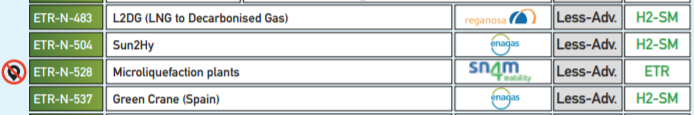 ETR-N-483 L2DG (LNG to Decarbonised Gas) reganosa Less-Adv. H2-SM
ETR-N-504 Sun2Hy enagas Less-Adv. H2-SM
ETR-N-528 Microliquefaction plants sn4m mobility Less-Adv. ETR
ETR-N-537 Green Crane (Spain) enagas Less-Adv. H2-SM